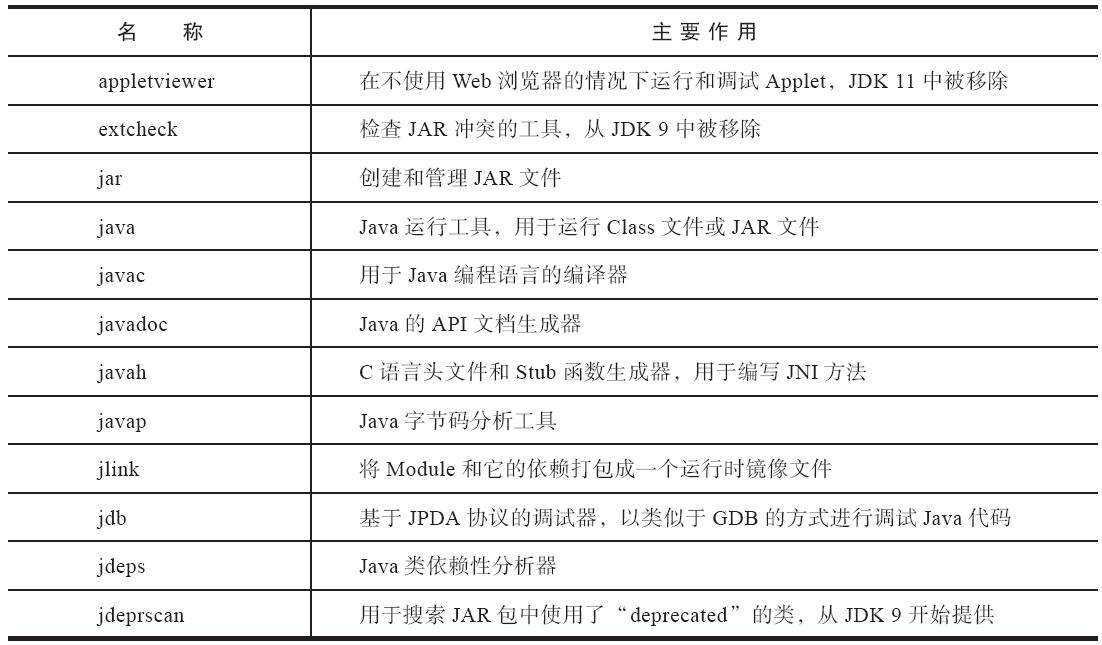 名 称 主要作用
appletviewer 在不使用 Web 浏览器的情况下运行和调试 Applet，JDK 11 中被移除
extcheck 检查 JAR 冲突的工具，从 JDK 9 中被移除
jar 创建和管理 JAR 文件
java Java 运行工具，用于运行 Class 文件或 JAR 文件
javac 用于 Java 编程语言的编译器
javadoc Java 的 API 文档生成器
javah C 语言头文件和 Stub 函数生成器，用于编写 JNI 方法
javap Java 字节码分析工具
jlink 将 Module 和它的依赖打包成一个运行时镜像文件
jdb 基于 JPDA 协议的调试器，以类似于 GDB 的方式进行调试 Java 代码
jdeps Java 类依赖性分析器
jdeprscan 用于搜索 JAR 包中使用了“deprecated”的类，从 JDK 9 开始提供